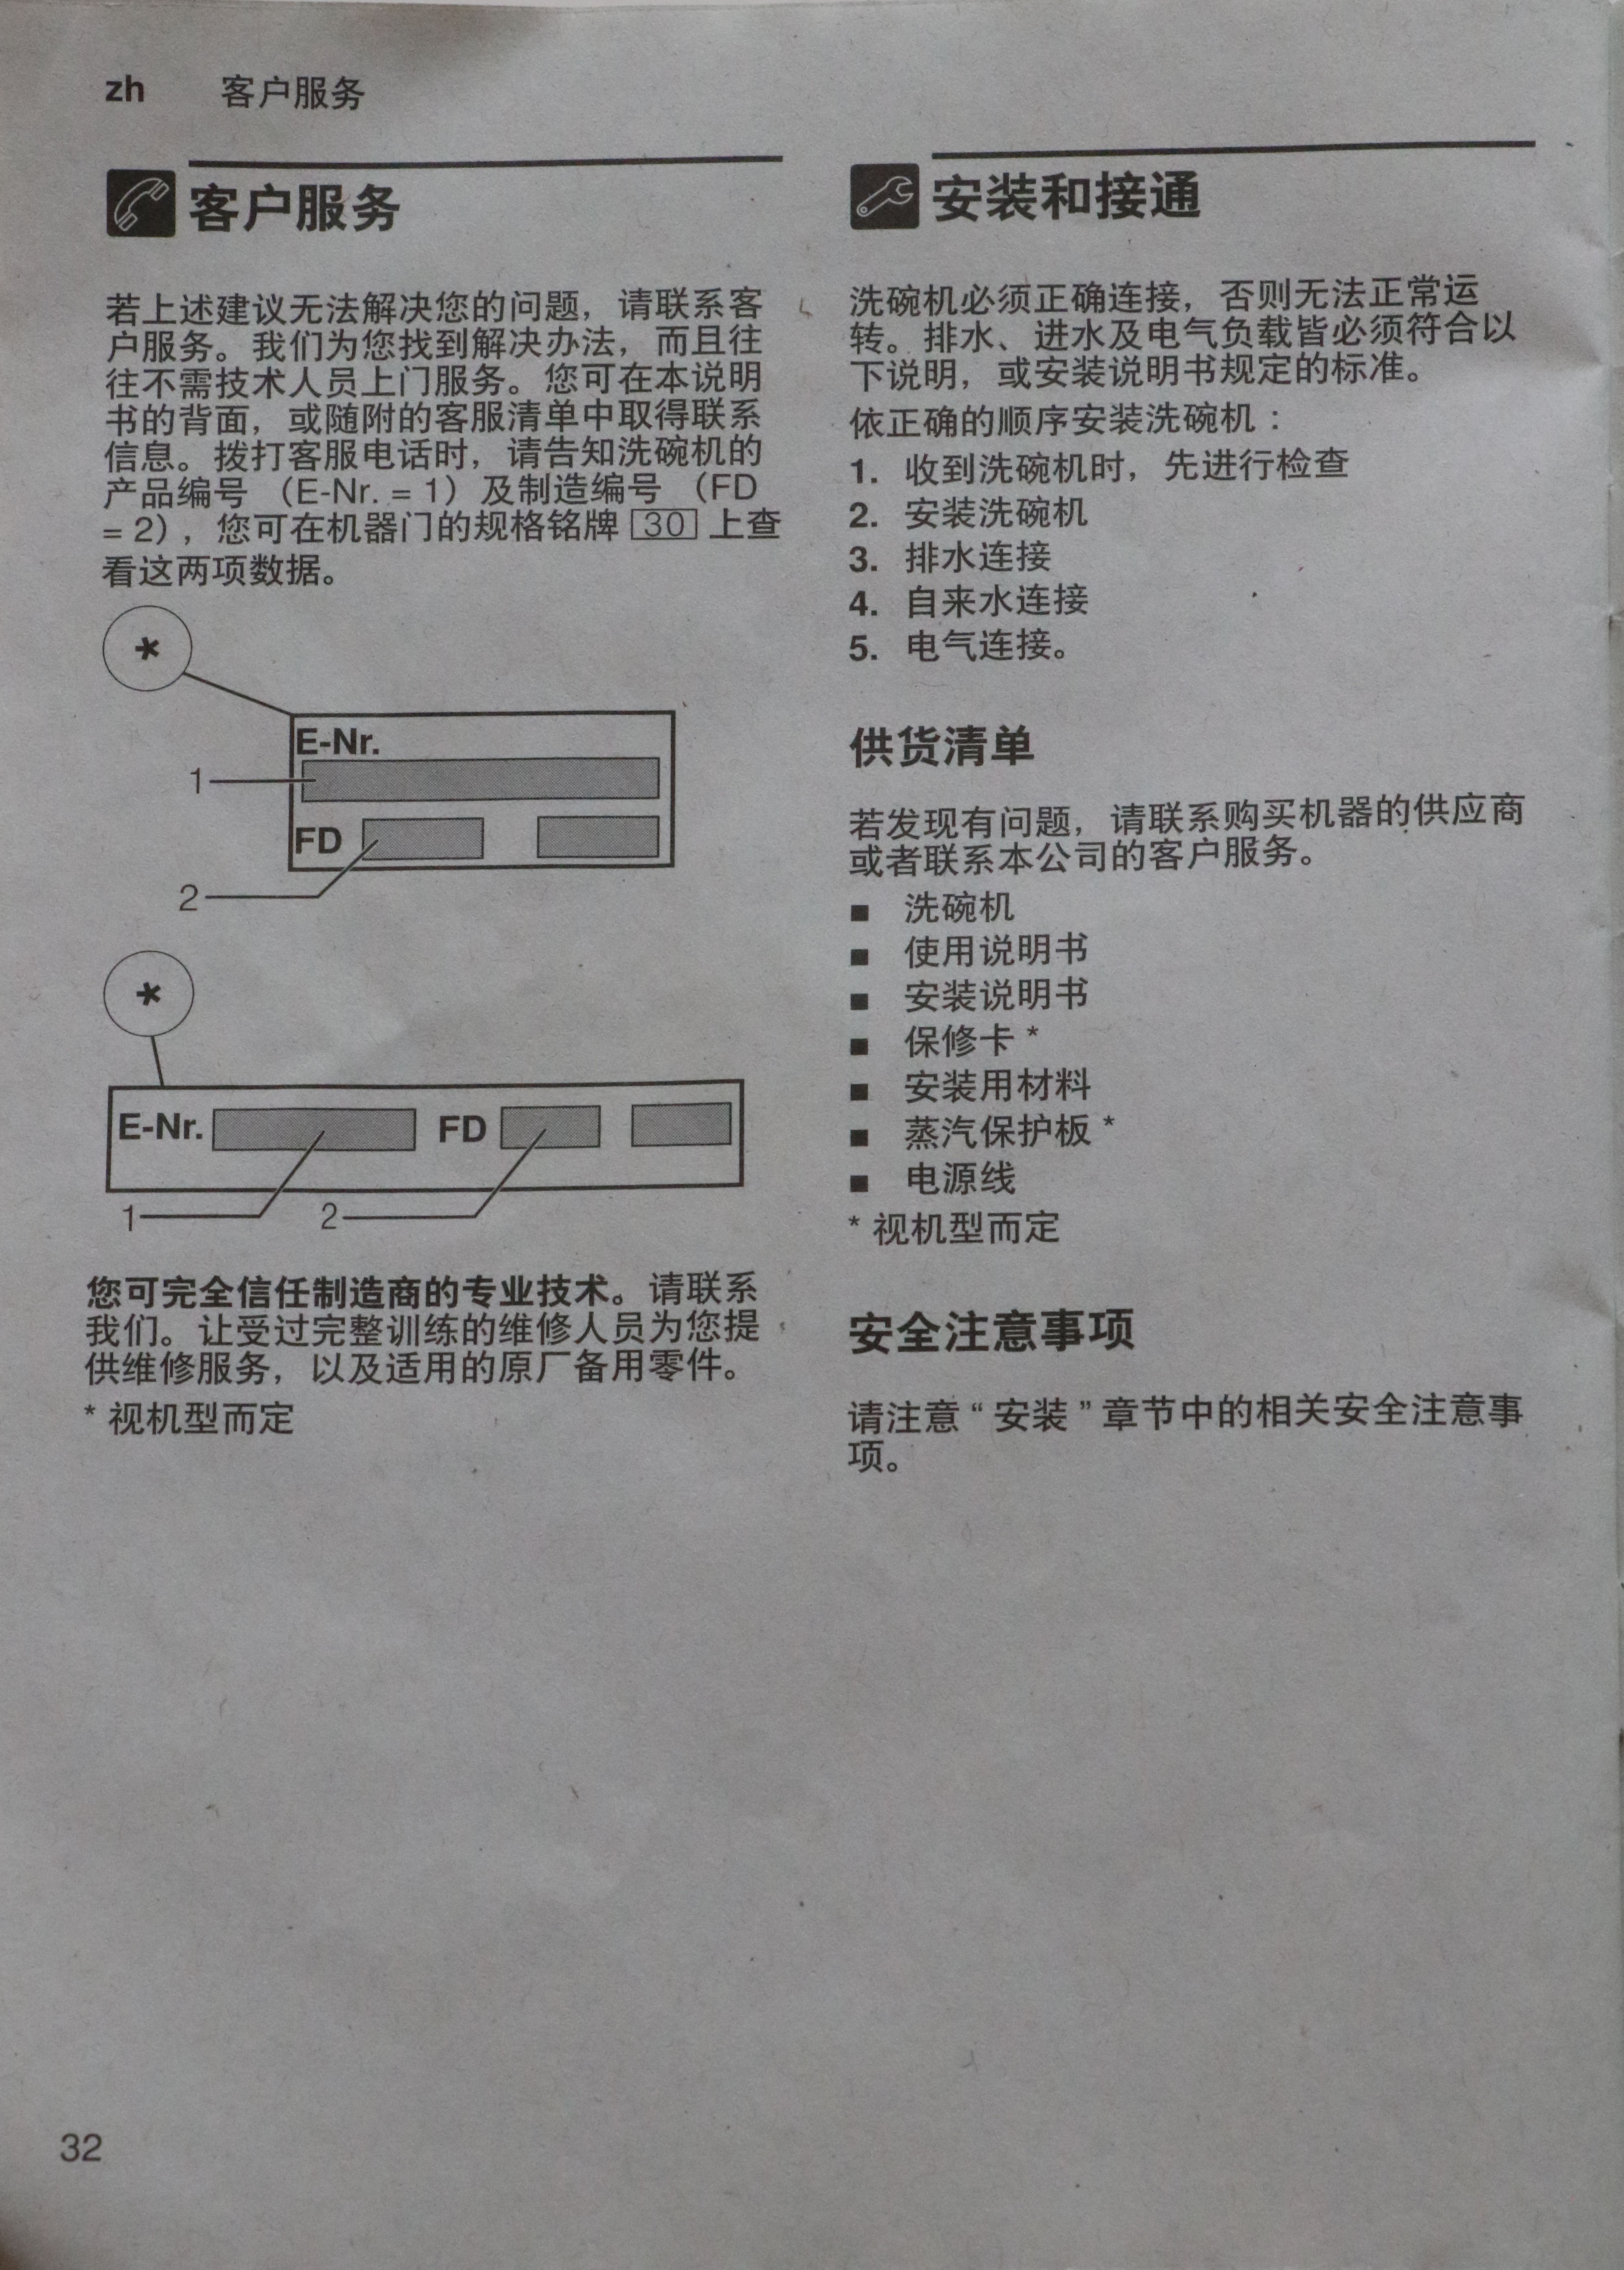 zh 客户服务
客户服务
若上述建议无法解决您的问题，请联系客
户服务。我们为您找到解决办法，而且往
往不需技术人员上门服务。您可在本说明
书的背面，或随附的客服清单中取得联系
信息。拨打客服电话时，请告知洗碗机的
产品编号 （E-Nr. = 1）及制造编号 （FD
= 2），您可在机器门的规格铭牌 30 上查
看这两项数据。
*
E-Nr.
1
FD
2
*
E-Nr. FD
1 2
您可完全信任制造商的专业技术。请联系
我们。让受过完整训练的维修人员为您提
供维修服务，以及适用的原厂备用零件。
* 视机型而定
安装和接通
洗碗机必须正确连接，否则无法正常运
转。排水、进水及电气负载皆必须符合以
下说明，或安装说明书规定的标准。
依正确的顺序安装洗碗机：
1. 收到洗碗机时，先进行检查
2. 安装洗碗机
3. 排水连接
4. 自来水连接
5. 电气连接。
供货清单
若发现有问题，请联系购买机器的供应商
或者联系本公司的客户服务。
■ 洗碗机
■ 使用说明书
■ 安装说明书
■ 保修卡 *
■ 安装用材料
■ 蒸汽保护板 *
■ 电源线
* 视机型而定
安全注意事项
请注意 “ 安装 ” 章节中的相关安全注意事
项。
32